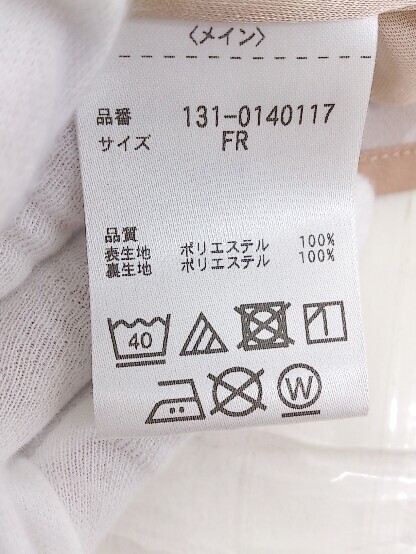 〈メイン〉
品番 131-0140117
サイズ FR
品質
表生地 ポリエステル 100%
裏生地 ポリエステル 100%
40
W